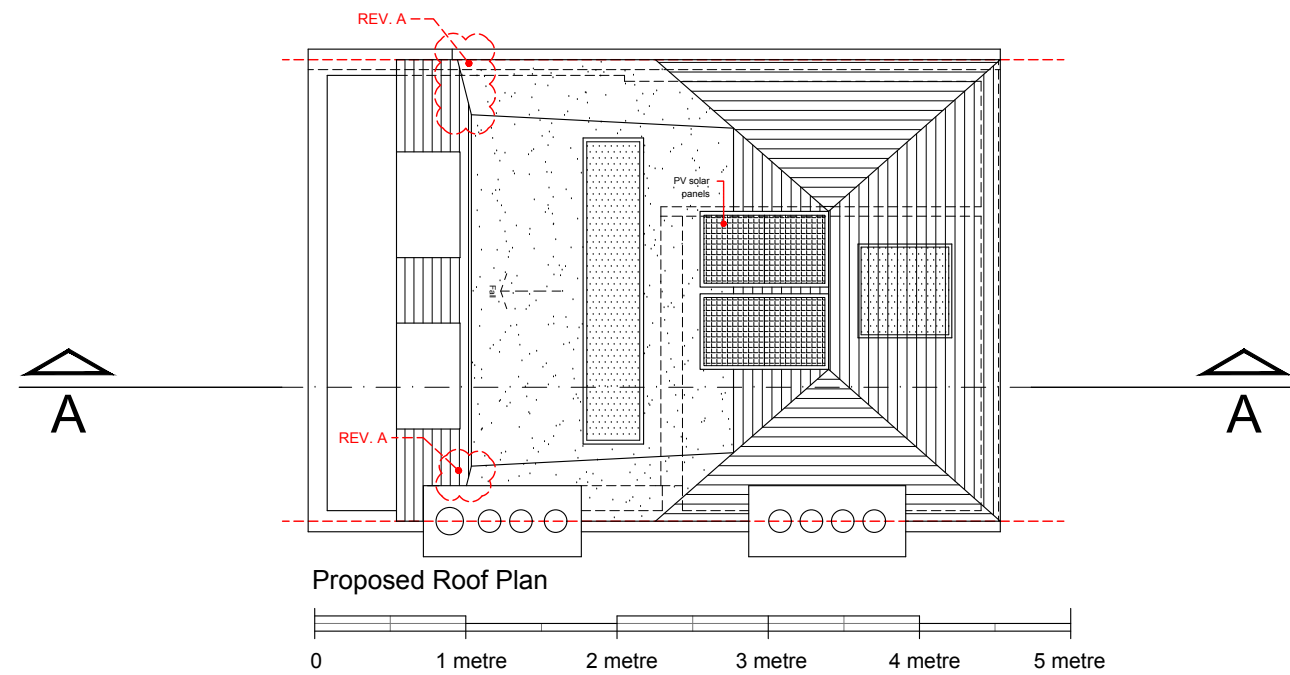 REV. A
PV solar
panels
Fall
A
A
REV. A
Proposed Roof Plan
0
1 metre
2 metre
3 metre
4 metre
5 metre